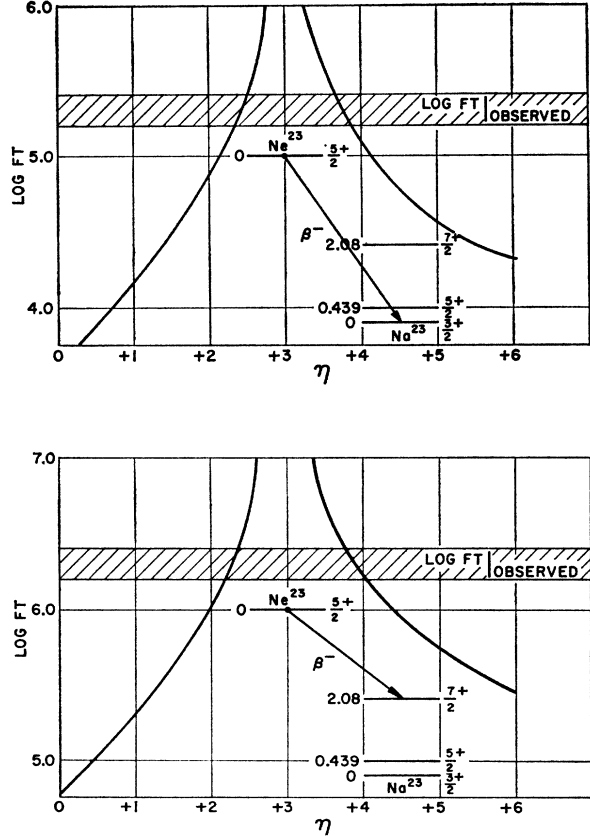 6.0
LOG FT
OBSERVED
Ne²³
0 5/2+
5.0
LOG FT
β⁻
2.08 7+/2
4.0
0.439 5+/2
0 3+/2
Na²³
0 +1 +2 +3 +4 +5 +6
η
7.0
LOG FT
OBSERVED
Ne²³
6.0
0 5+/2
LOG FT
β⁻
2.08 7+/2
5.0
0.439 5+/2
0 3+/2
Na²³
0 +1 +2 +3 +4 +5 +6
η